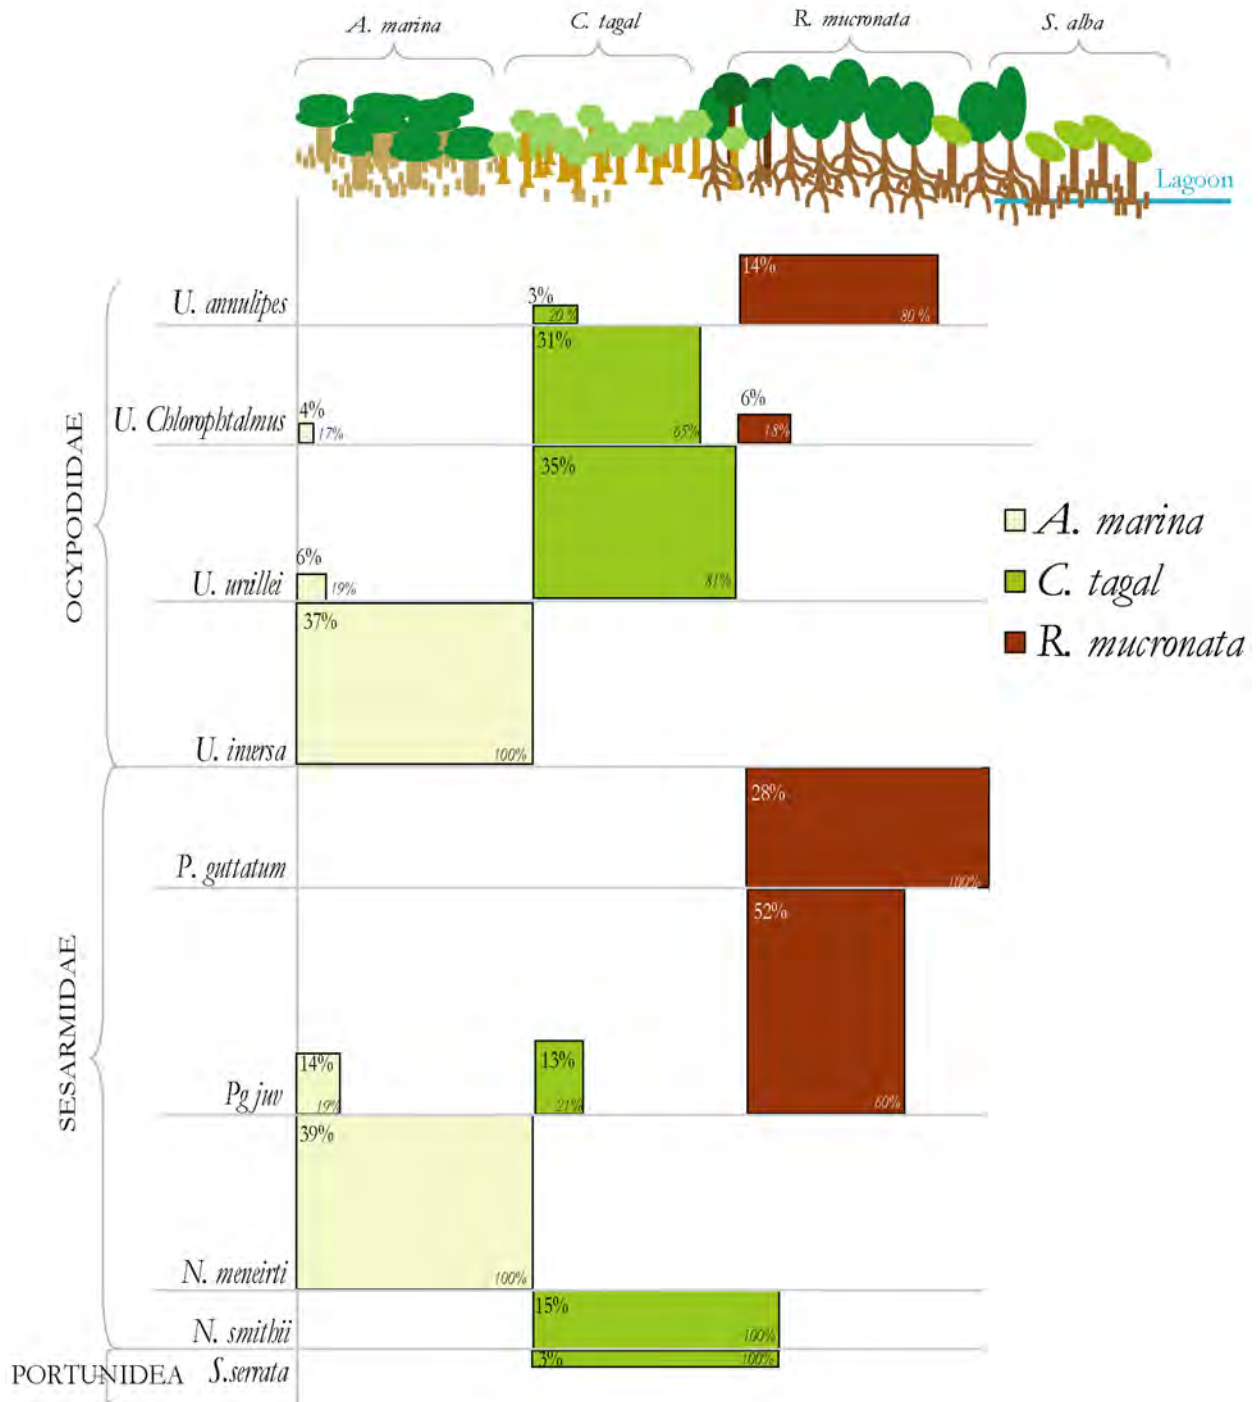 A. marina
C. tagal
R. mucronata
S. alba
Lagoon
OCYPODIDAE
U. annulipes
3%
20 %
14%
80 %
U. Chlorophtalmus
4%
17%
31%
65%
6%
18%
U. urvillei
6%
19%
35%
81%
U. inversa
37%
100%
A. marina
C. tagal
R. mucronata
SESARMIDAE
P. guttatum
28%
100%
Pg juv
14%
19%
13%
21%
52%
60%
N. meneirti
39%
100%
N. smithii
15%
100%
PORTUNIDEA
S.serrata
3%
100%